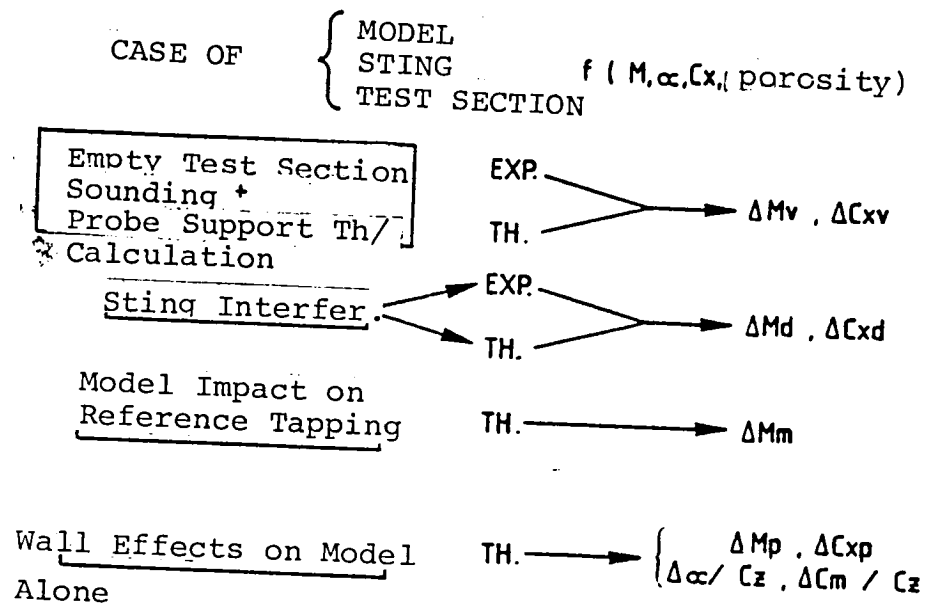 CASE OF { MODEL
STING
TEST SECTION
f ( M,∝,Cx,( porosity)
Empty Test Section
Sounding +
Probe Support Th/
Calculation
EXP.
TH.
ΔMv , ΔCxv
Sting Interfer.
EXP.
TH.
ΔMd , ΔCxd
Model Impact on
Reference Tapping
TH.
ΔMm
Wall Effects on Model
Alone
TH.
ΔMp , ΔCxp
Δ∝/ Cz , ΔCm / Cz